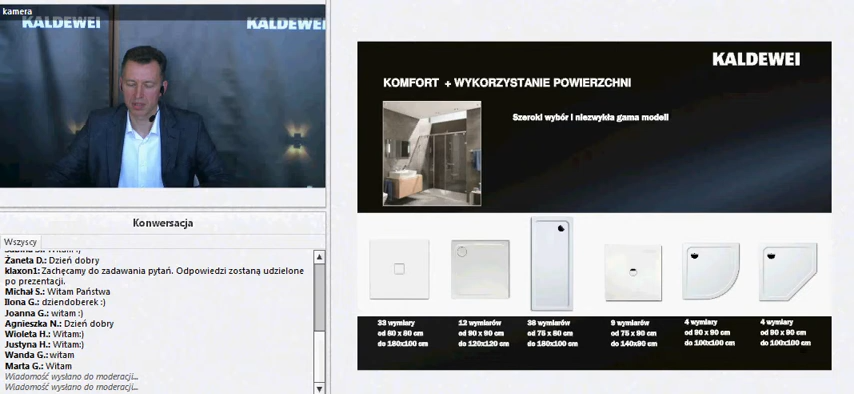 kamera
KALDEWEI
KALDEWEI
KALDEWEI
KOMFORT + WYKORZYSTANIE POWIERZCHNI
Szeroki wybór i niezwykła gama modeli
Konwersacja
Wszyscy
Żaneta D.: Dzień dobry
klaxon1: Zachęcamy do zadawania pytań. Odpowiedzi zostaną udzielone
po prezentacji.
Michał S.: Witam Państwa
Ilona G.: dziendoberek :)
Joanna G.: witam :)
Agnieszka N.: Dzień dobry
Wioleta H.: Witam:)
Justyna H.: Witam:)
Wanda G.: witam
Marta G.: Witam
Wiadomość wysłano do moderacji...
Wiadomość wysłano do moderacji...
33 wymiary
od 80 x 80 cm
do 180x100 cm
12 wymiarów
od 90 x 90 cm
do 120x120 cm
38 wymiarów
od 75 x 80 cm
do 180x100 cm
9 wymiarów
od 75 x 90 cm
do 140x90 cm
4 wymiary
od 90 x 90 cm
do 100x100 cm
4 wymiary
od 90 x 90 cm
do 100x100 cm